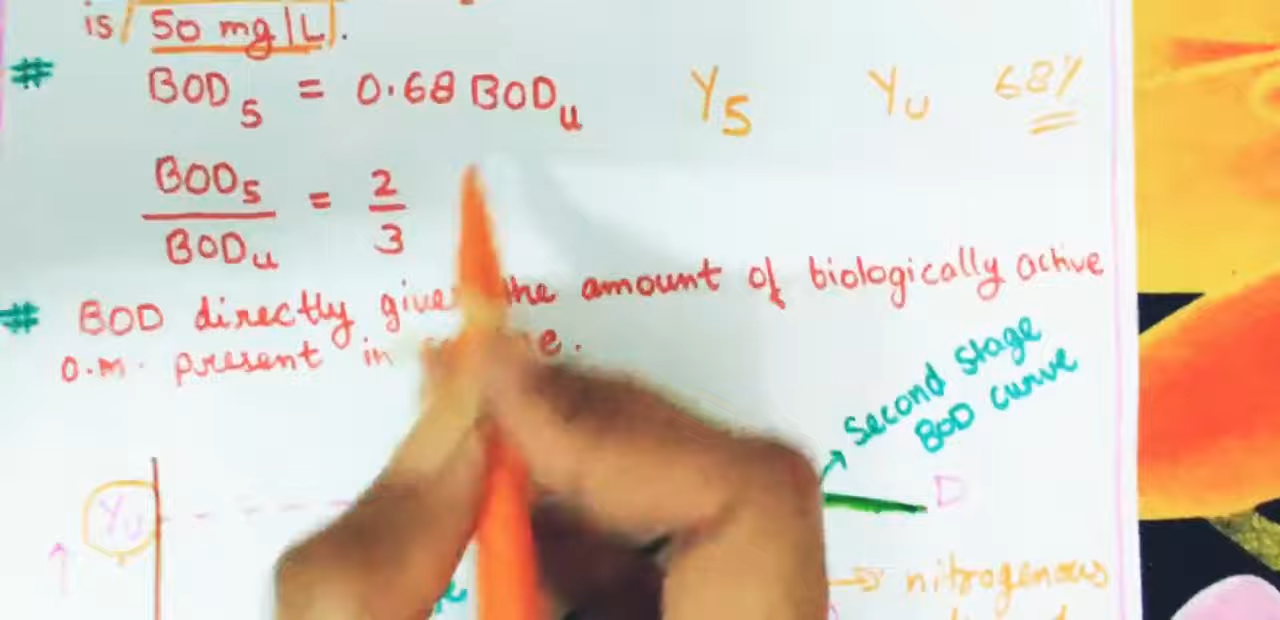 is 50 mg/L.
# BOD5 = 0.68 BODu Y5 Yu 68%
BOD5 / BODu = 2/3
# BOD directly give the amount of biologically active
O.M. present in
Second stage
BOD curve
Yu
D
nitrogenous